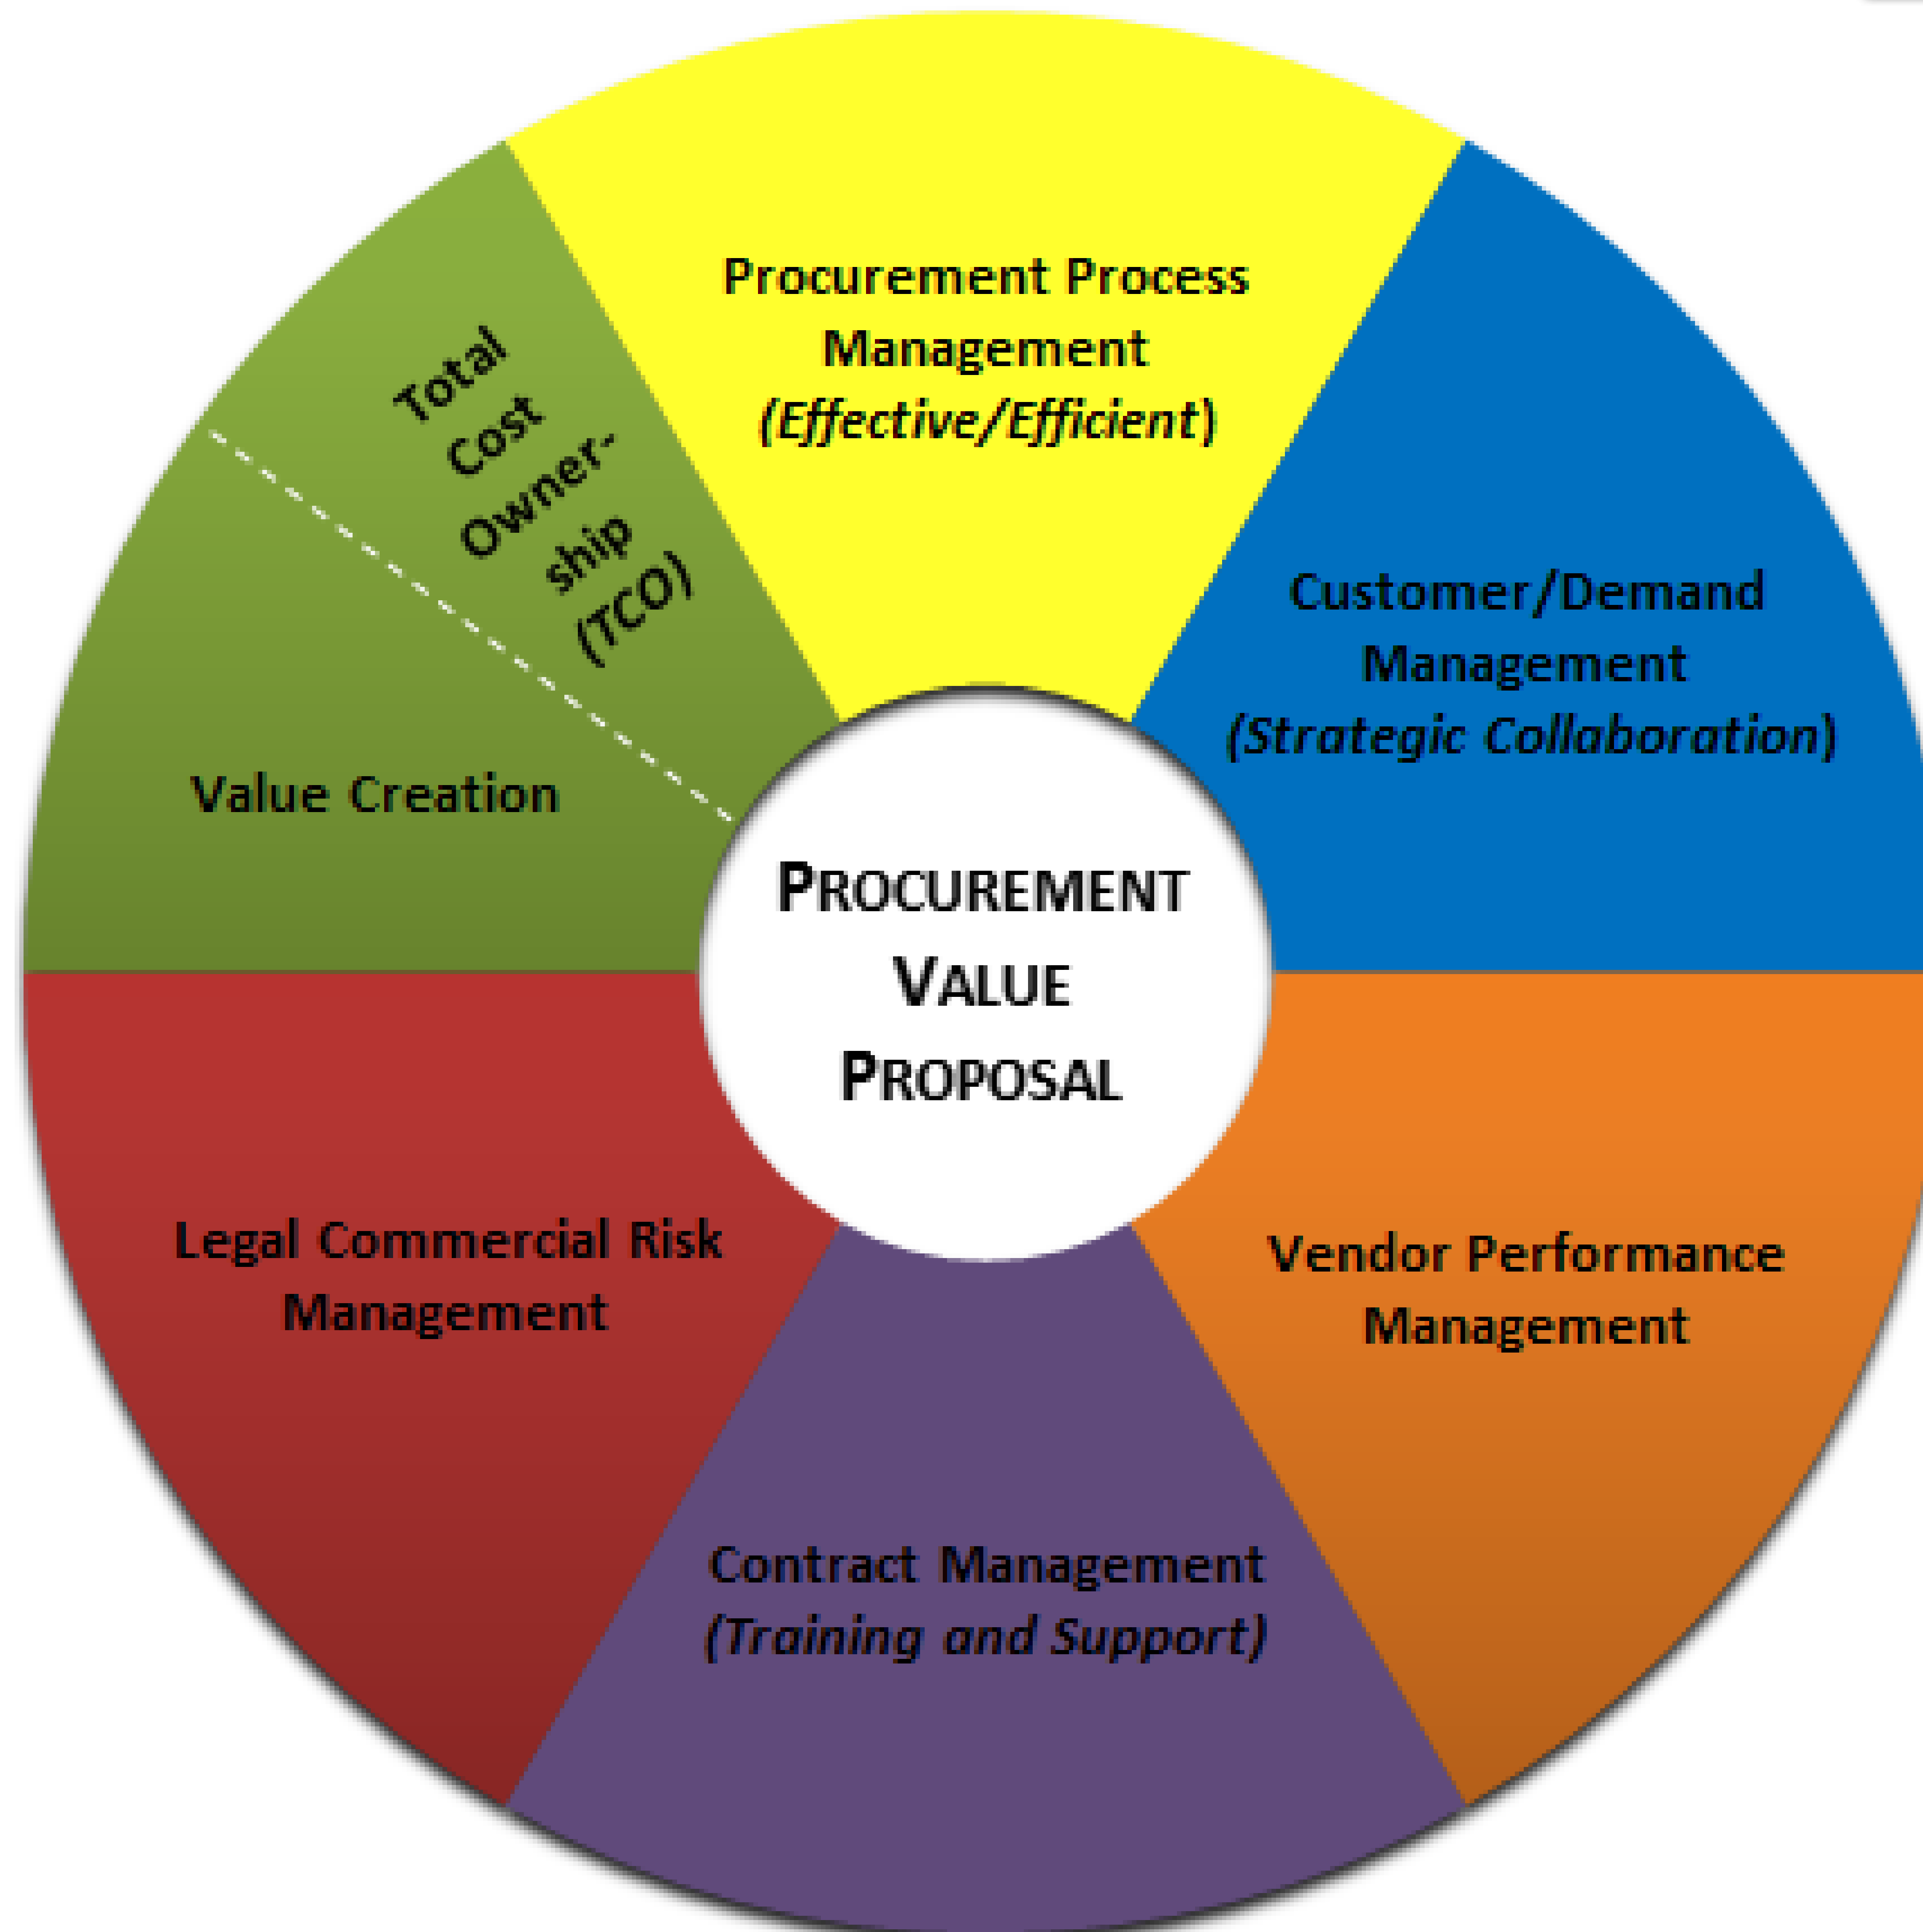 Procurement Process
Management
(Effective/Efficient)
Customer/Demand
Management
(Strategic Collaboration)
Vendor Performance
Management
Contract Management
(Training and Support)
Legal Commercial Risk
Management
Value Creation
Total
Cost
Owner-
ship
(TCO)
PROCUREMENT
VALUE
PROPOSAL